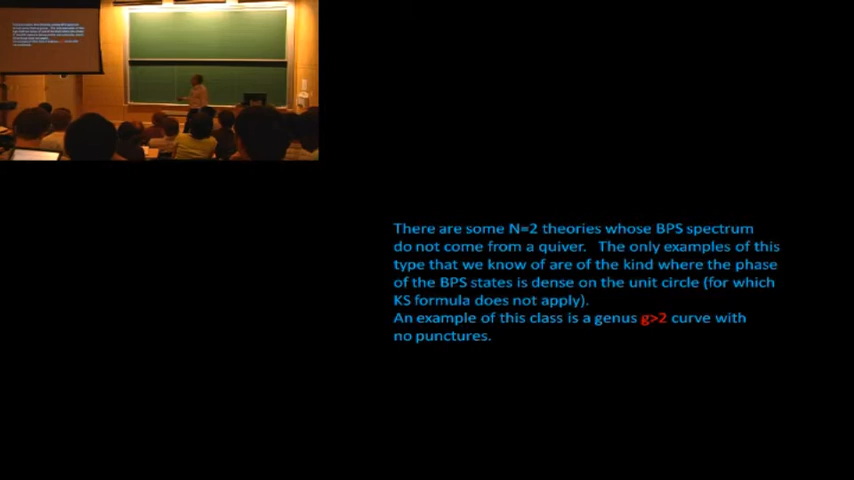 There are some N=2 theories whose BPS spectrum
do not come from a quiver. The only examples of this
type that we know of are of the kind where the phase
of the BPS states is dense on the unit circle (for which
KS formula does not apply).
An example of this class is a genus g>2 curve with
no punctures.